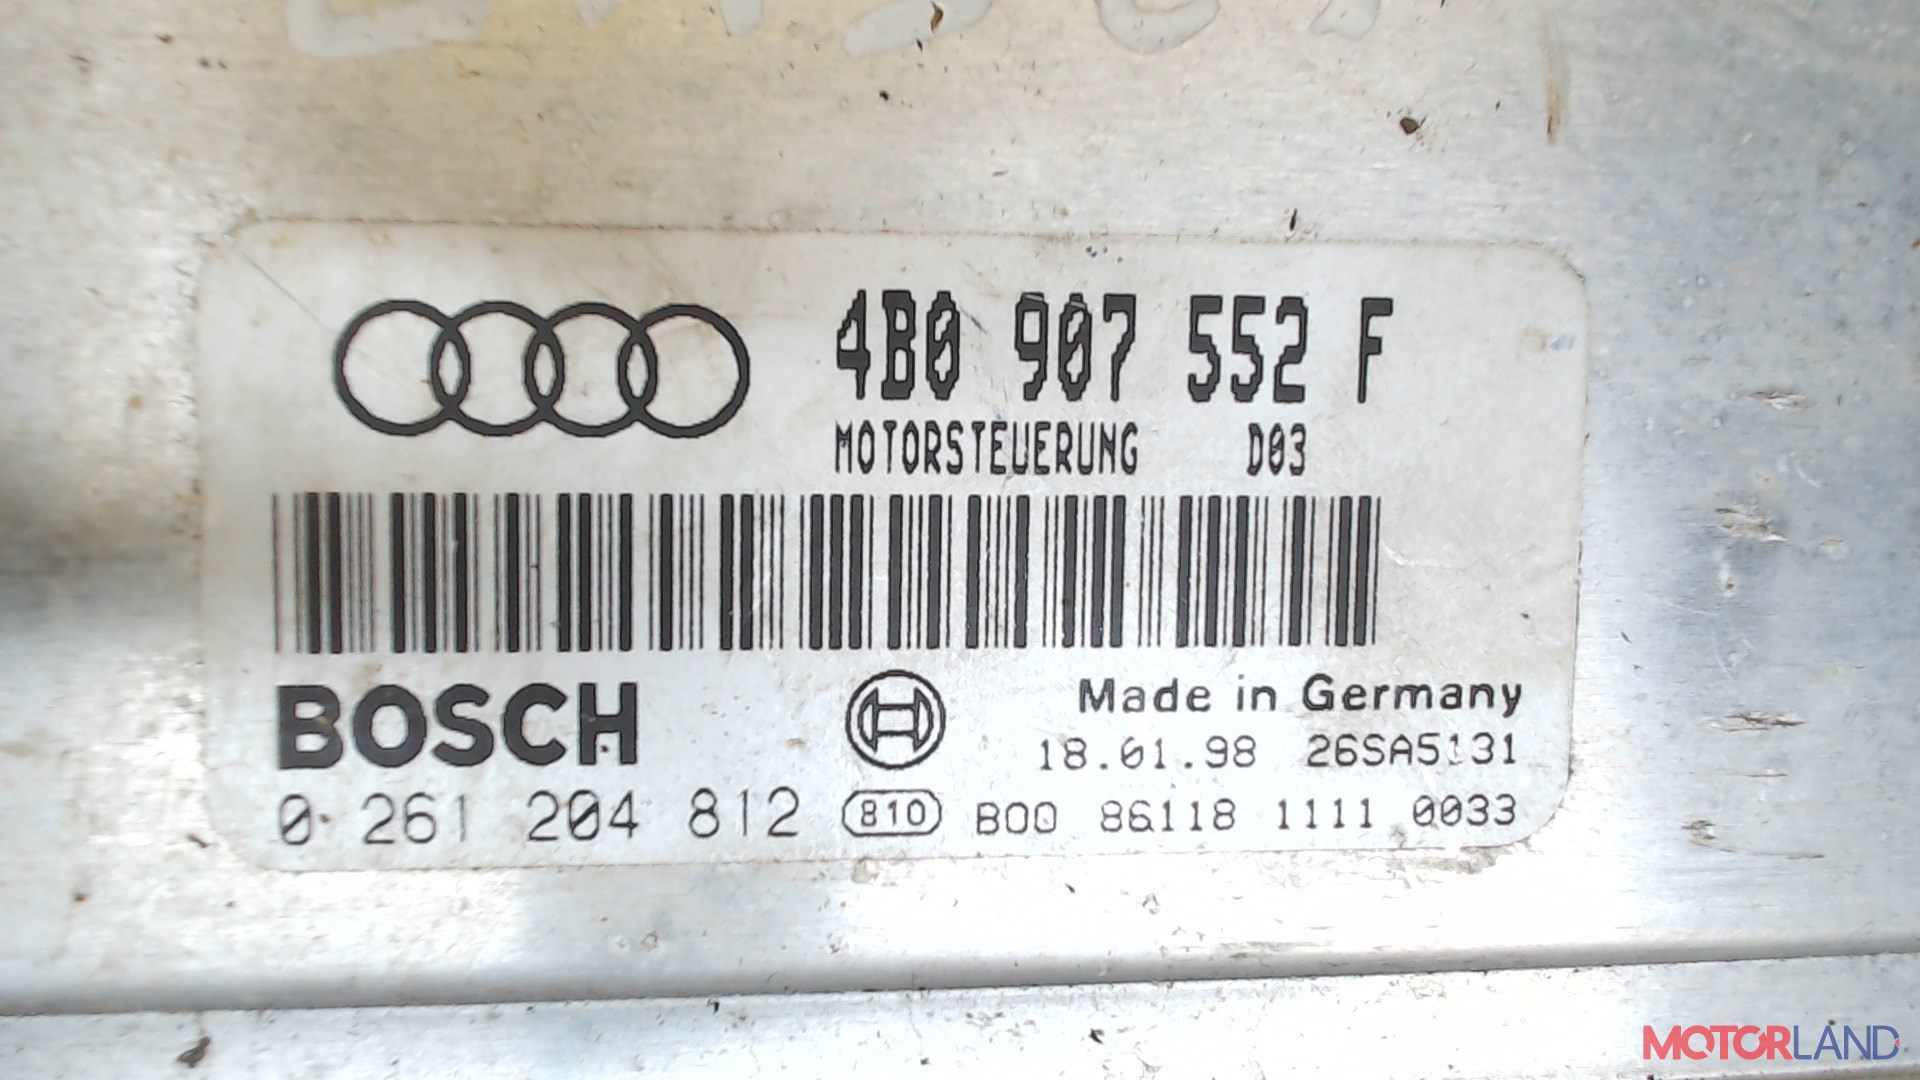 4B0 907 552 F
MOTORSTEUERUNG D03
BOSCH
Made in Germany
18.01.98 26SA5131
0 261 204 812 810 B00 86118 1111 0033
MOTORLAND